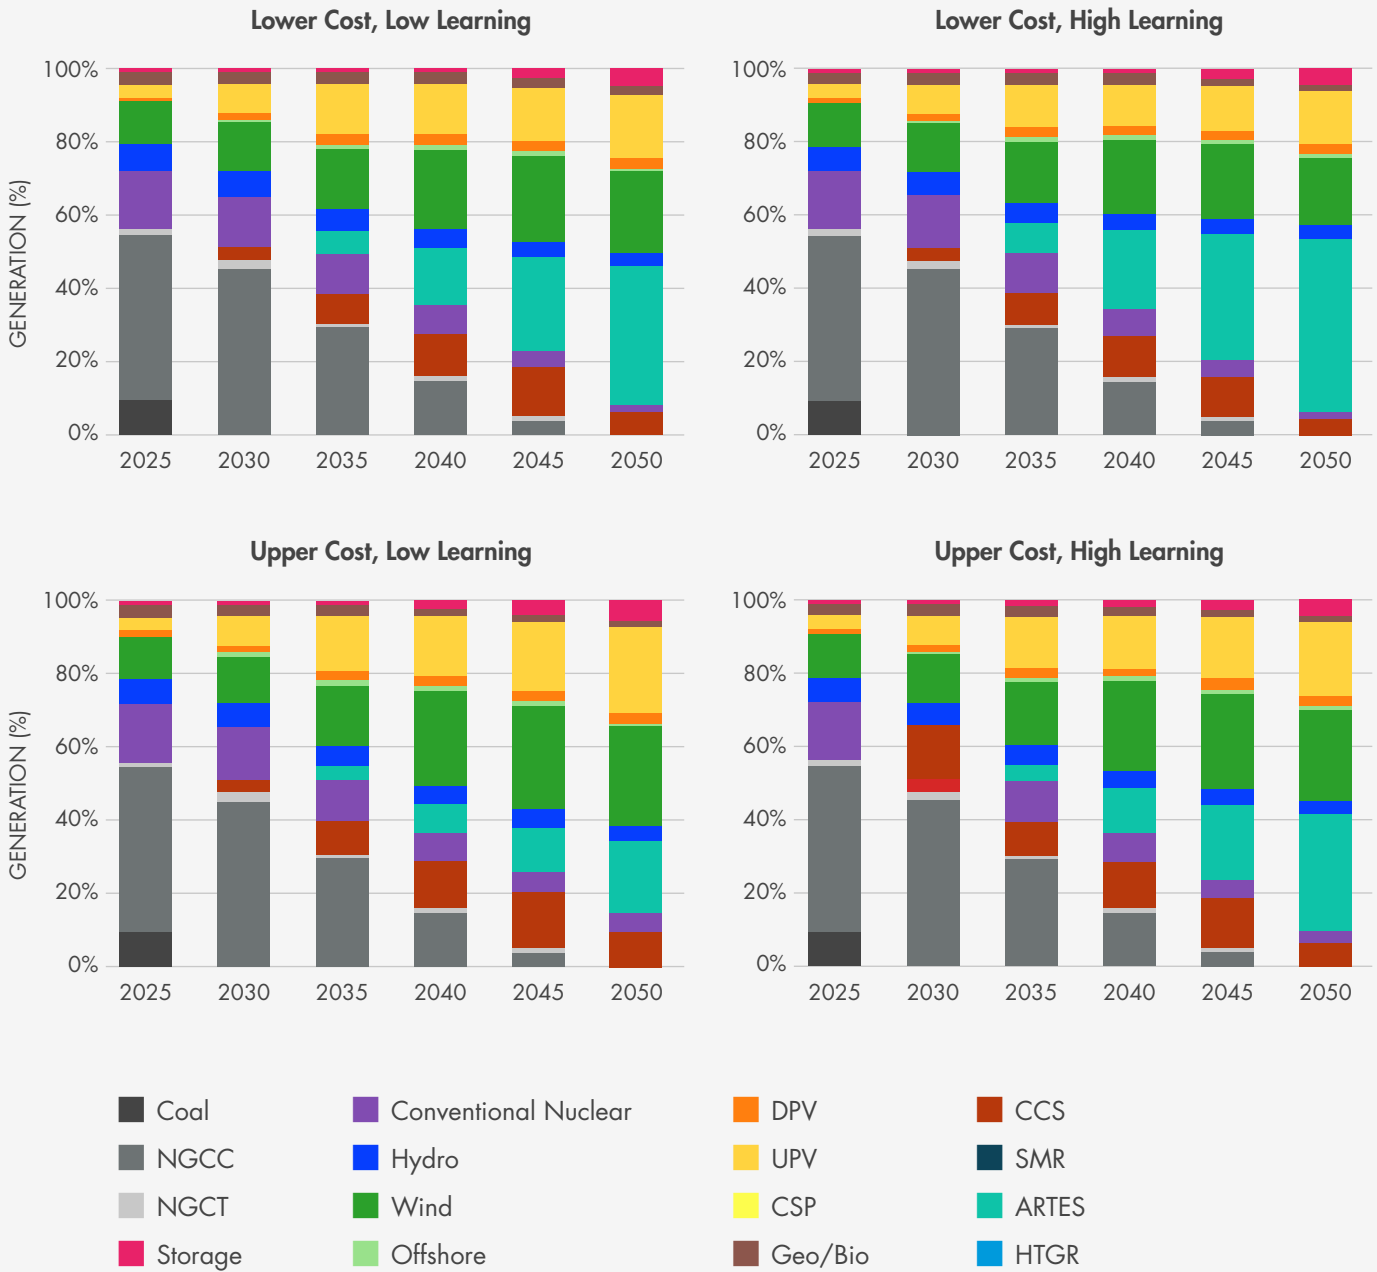 Lower Cost, Low Learning
GENERATION (%)
100%
80%
60%
40%
20%
0%
2025 2030 2035 2040 2045 2050
Lower Cost, High Learning
100%
80%
60%
40%
20%
0%
2025 2030 2035 2040 2045 2050
Upper Cost, Low Learning
GENERATION (%)
100%
80%
60%
40%
20%
0%
2025 2030 2035 2040 2045 2050
Upper Cost, High Learning
100%
80%
60%
40%
20%
0%
2025 2030 2035 2040 2045 2050
Coal
NGCC
NGCT
Storage
Conventional Nuclear
Hydro
Wind
Offshore
DPV
UPV
CSP
Geo/Bio
CCS
SMR
ARTES
HTGR